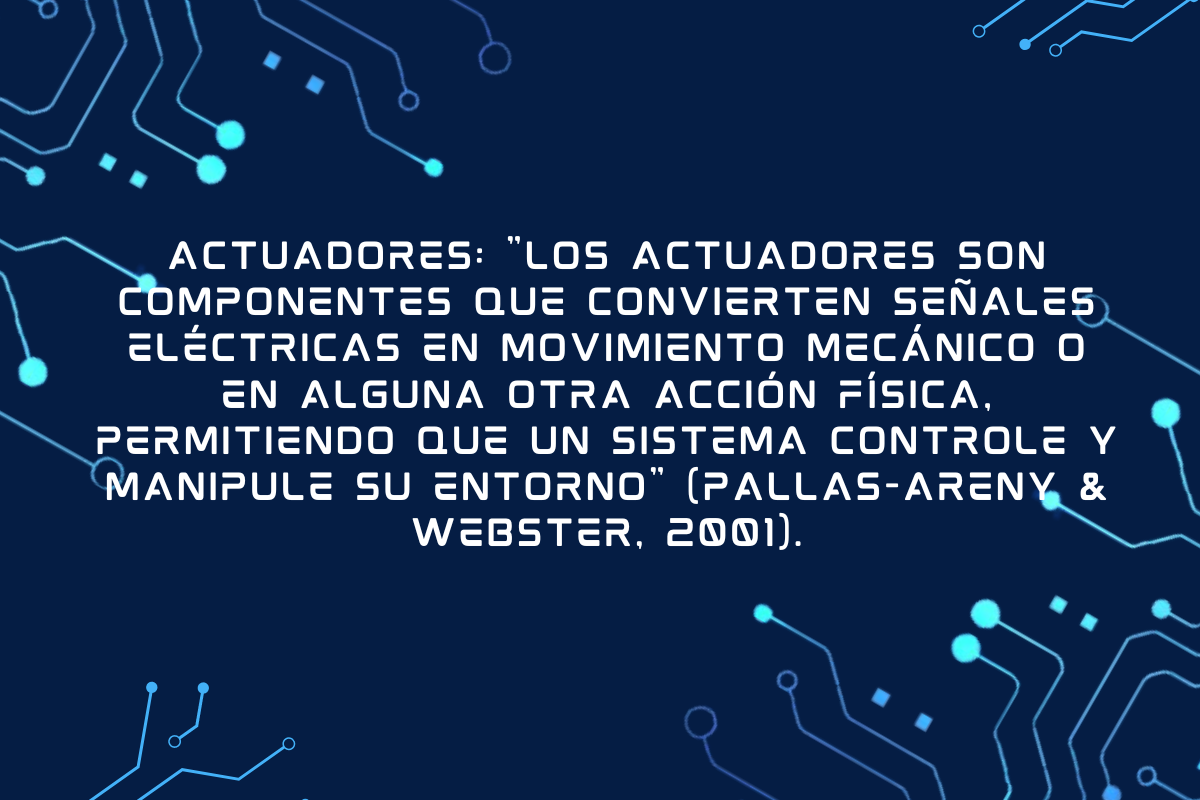 ACTUADORES: "LOS ACTUADORES SON
COMPONENTES QUE CONVIERTEN SEÑALES
ELÉCTRICAS EN MOVIMIENTO MECÁNICO O
EN ALGUNA OTRA ACCIÓN FÍSICA,
PERMITIENDO QUE UN SISTEMA CONTROLE Y
MANIPULE SU ENTORNO" (PALLAS-ARENY &
WEBSTER, 2001).